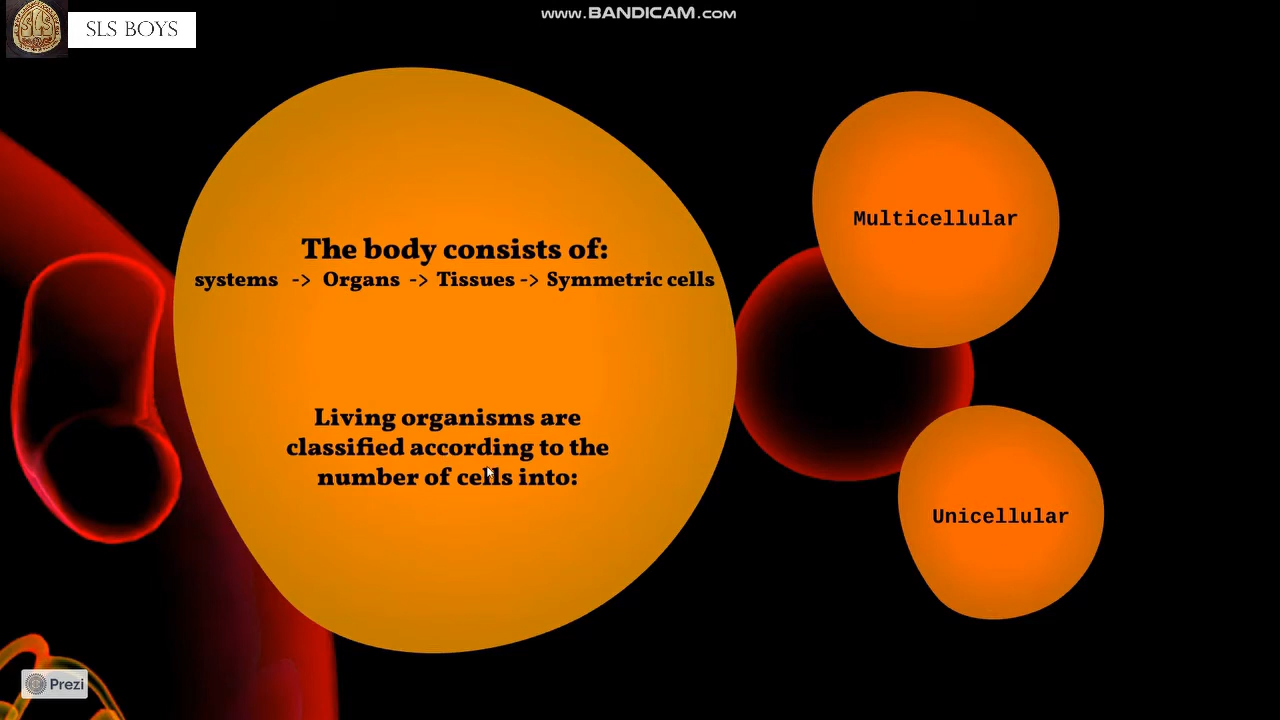 www.BANDICAM.com
SLS BOYS
The body consists of:
systems -> Organs -> Tissues -> Symmetric cells
Living organisms are
classified according to the
number of cells into:
Multicellular
Unicellular
Prezi